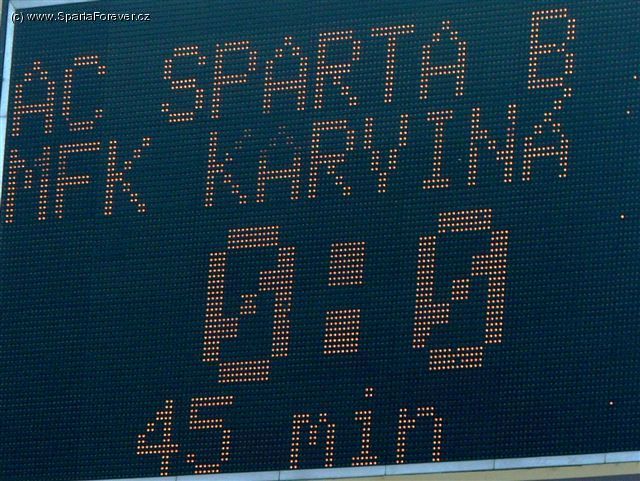 (c) www.SpartaForever.cz
AC SPARTA B
MFK KARVINÁ
0:0
45 min